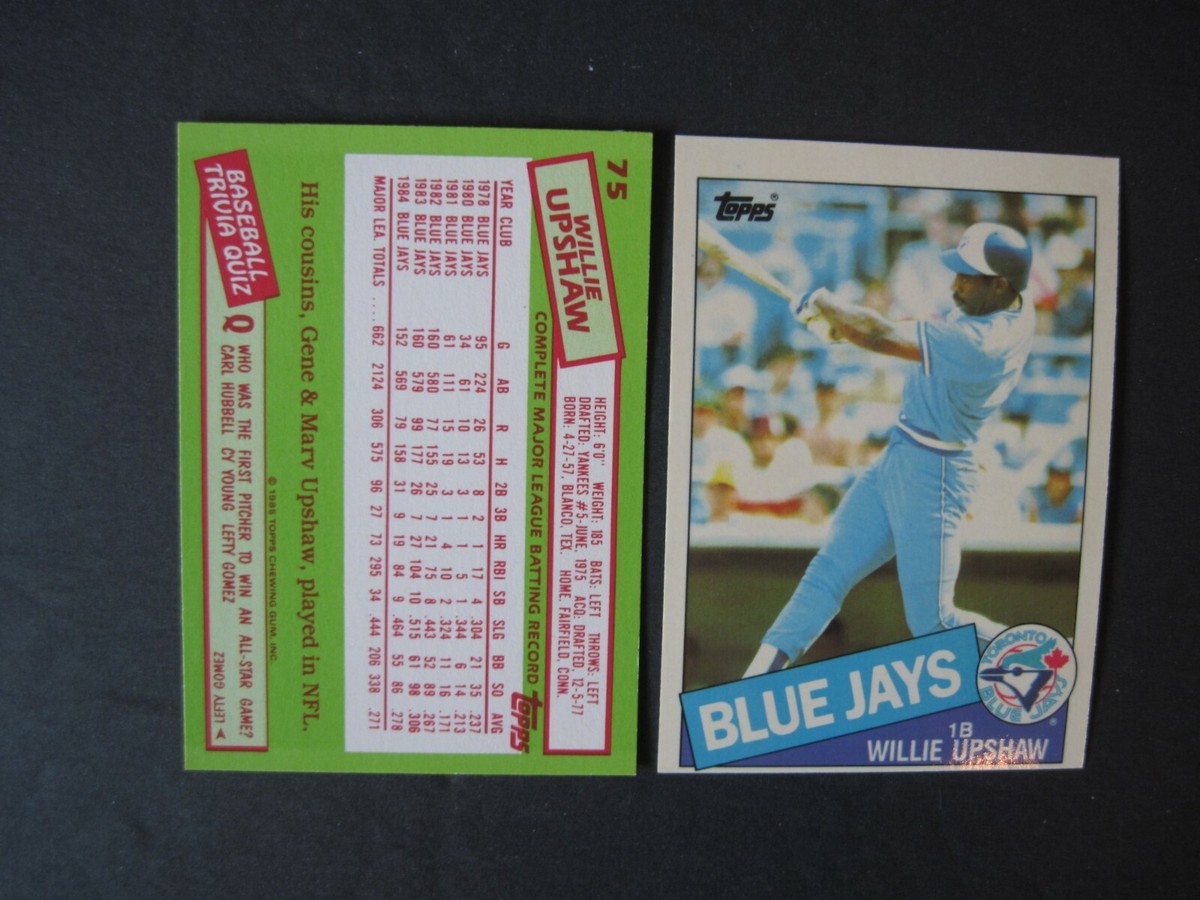 75
WILLIE
UPSHAW
HEIGHT: 6'0" WEIGHT: 185 BATS: LEFT THROWS: LEFT
DRAFTED: YANKEES #5-JUNE, 1975 ACQ: DRAFTED, 12-5-77
BORN: 4-27-57, BLANCO, TEX. HOME: FAIRFIELD, CONN.
COMPLETE MAJOR LEAGUE BATTING RECORD
Topps
YEAR CLUB G AB R H 2B 3B HR RBI SB SLG BB SO AVG
1978 BLUE JAYS 95 224 26 53 8 2 1 17 4 .304 21 35 .237
1980 BLUE JAYS 34 61 10 13 3 1 1 5 1 .344 6 14 .213
1981 BLUE JAYS 61 111 15 19 3 1 4 10 2 .324 11 16 .171
1982 BLUE JAYS 160 580 77 155 25 7 21 75 8 .443 52 89 .267
1983 BLUE JAYS 160 579 99 177 26 7 27 104 10 .515 61 98 .306
1984 BLUE JAYS 152 569 79 158 31 9 19 84 9 .464 55 86 .278
MAJOR LEA. TOTALS .... 662 2124 306 575 96 27 73 295 34 .444 206 338 .271
His cousins, Gene & Marv Upshaw, played in NFL.
© 1985 TOPPS CHEWING GUM, INC.
BASEBALL
TRIVIA QUIZ
Q WHO WAS THE FIRST PITCHER TO WIN AN ALL-STAR GAME?
CARL HUBBELL CY YOUNG LEFTY GOMEZ
LEFTY GOMEZ
Topps®
TORONTO
BLUE JAYS
®
BLUE JAYS
1B
WILLIE UPSHAW